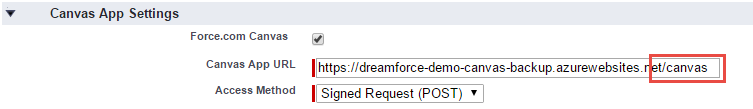 Canvas App Settings
Force.com Canvas
Canvas App URL https://dreamforce-demo-canvas-backup.azurewebsites.net/canvas
Access Method Signed Request (POST)